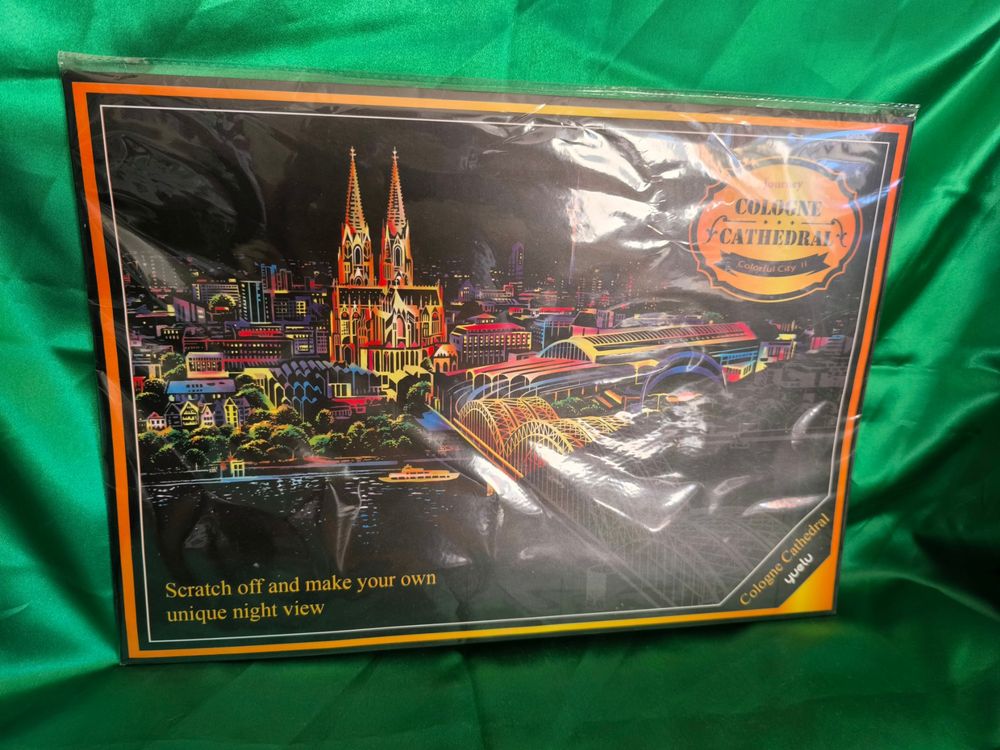 Journey
COLOGNE
CATHEDRAL
Colorful City II
Scratch off and make your own
unique night view
Cologne Cathedral
yuelu